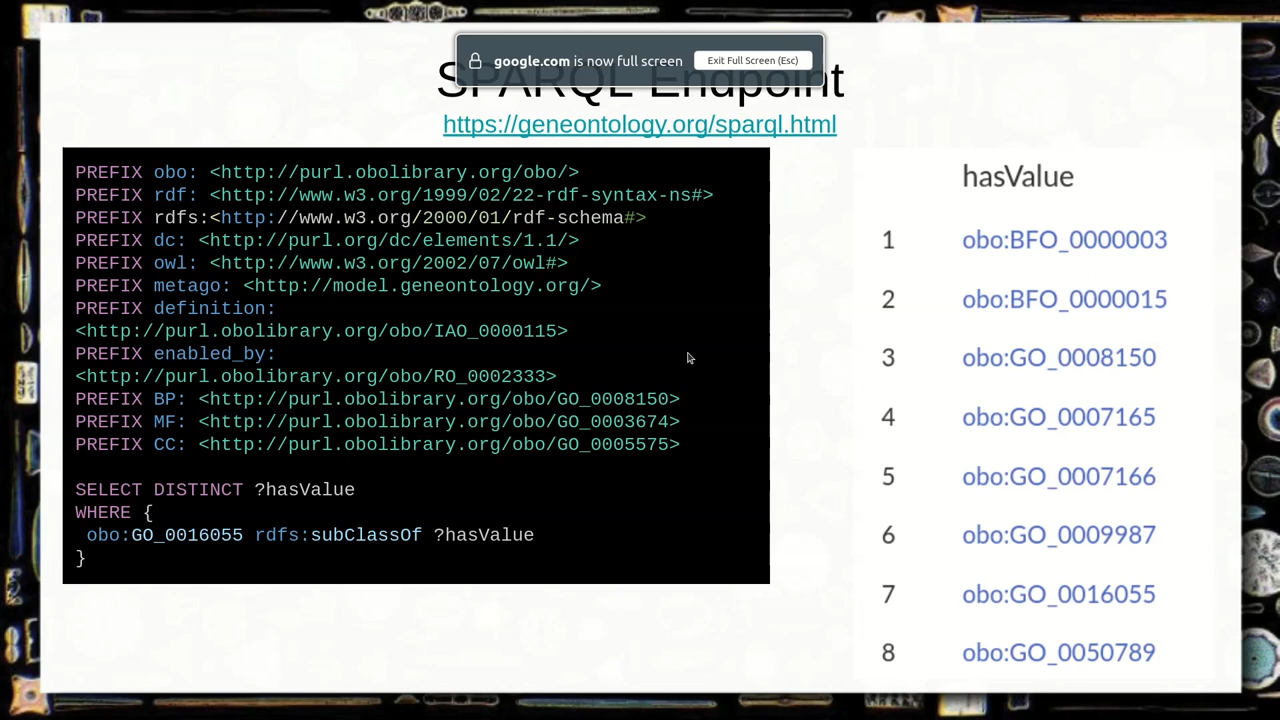 google.com is now full screen Exit Full Screen (Esc)
SPARQL Endpoint
https://geneontology.org/sparql.html
PREFIX obo: <http://purl.obolibrary.org/obo/>
PREFIX rdf: <http://www.w3.org/1999/02/22-rdf-syntax-ns#>
PREFIX rdfs:<http://www.w3.org/2000/01/rdf-schema#>
PREFIX dc: <http://purl.org/dc/elements/1.1/>
PREFIX owl: <http://www.w3.org/2002/07/owl#>
PREFIX metago: <http://model.geneontology.org/>
PREFIX definition:
<http://purl.obolibrary.org/obo/IAO_0000115>
PREFIX enabled_by:
<http://purl.obolibrary.org/obo/RO_0002333>
PREFIX BP: <http://purl.obolibrary.org/obo/GO_0008150>
PREFIX MF: <http://purl.obolibrary.org/obo/GO_0003674>
PREFIX CC: <http://purl.obolibrary.org/obo/GO_0005575>
SELECT DISTINCT ?hasValue
WHERE {
obo:GO_0016055 rdfs:subClassOf ?hasValue
}
hasValue
1 obo:BFO_0000003
2 obo:BFO_0000015
3 obo:GO_0008150
4 obo:GO_0007165
5 obo:GO_0007166
6 obo:GO_0009987
7 obo:GO_0016055
8 obo:GO_0050789